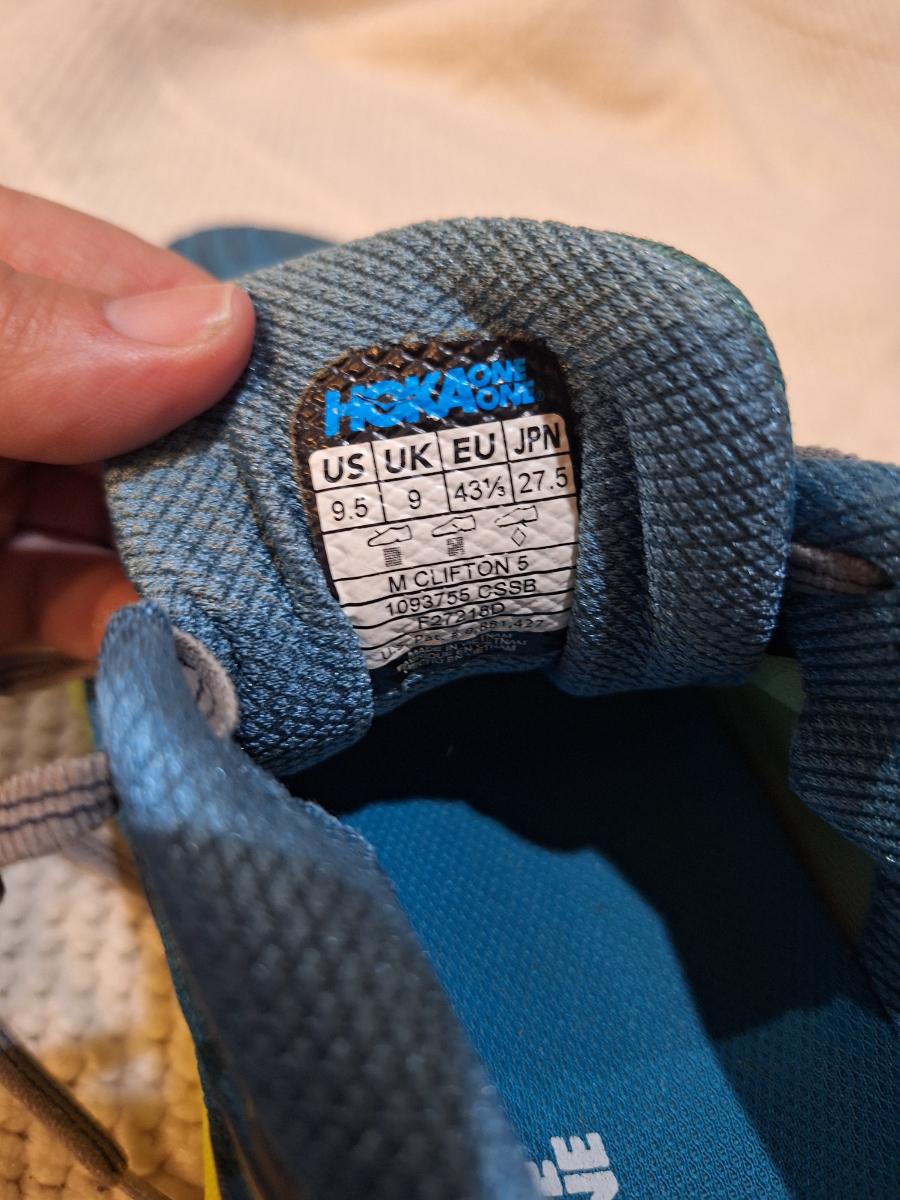 HOKA ONE ONE
US UK EU JPN
9.5 9 43⅓ 27.5
M CLIFTON 5
1093755 CSSB
F27218D